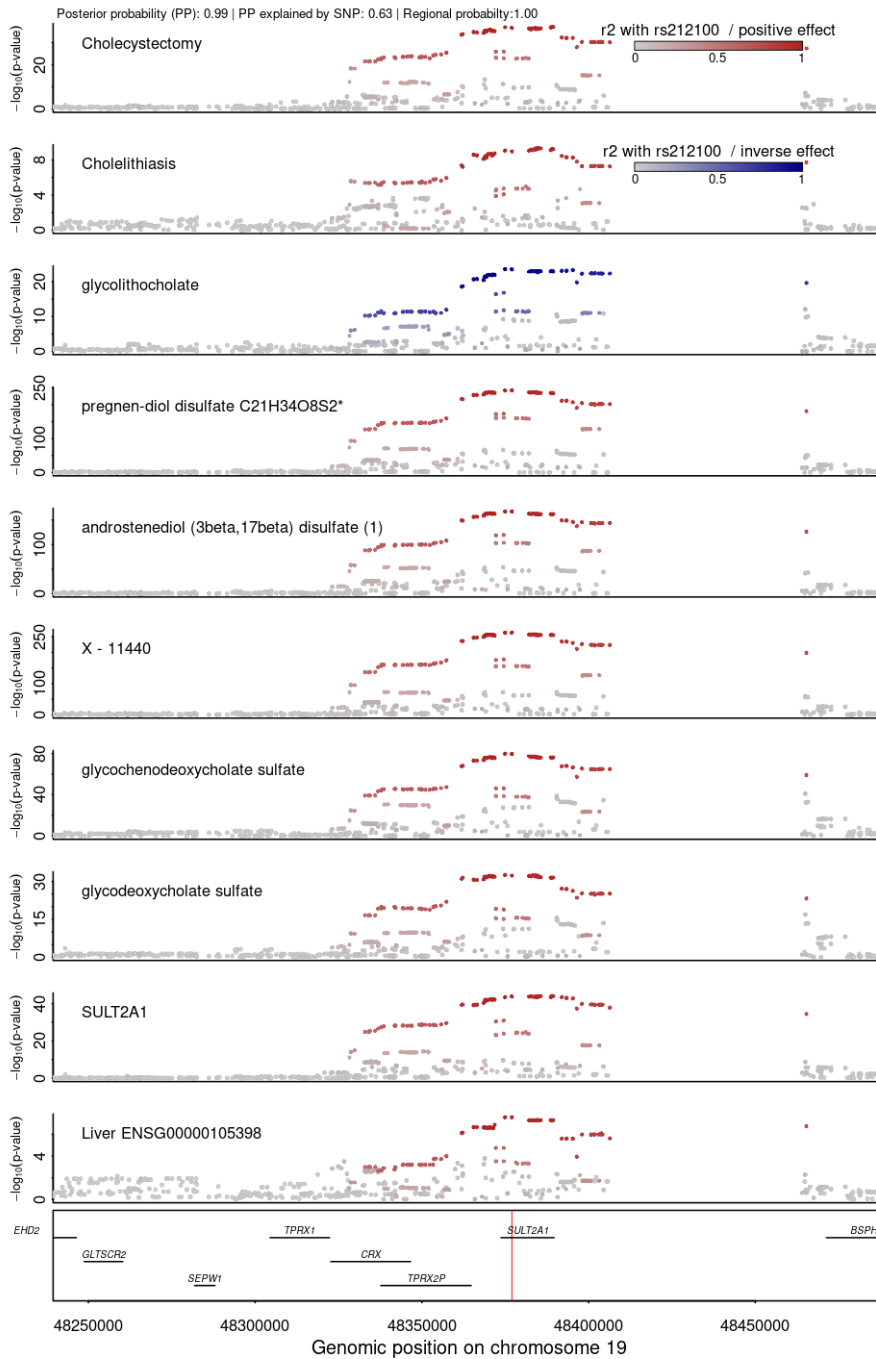 Posterior probability (PP): 0.99 | PP explained by SNP: 0.63 | Regional probabilty:1.00
Cholecystectomy
r2 with rs212100 / positive effect
0 0.5 1
−log10(p-value)
0 20
Cholelithiasis
r2 with rs212100 / inverse effect
0 0.5 1
−log10(p-value)
0 4 8
glycolithocholate
−log10(p-value)
0 10 20
pregnen-diol disulfate C21H34O8S2*
−log10(p-value)
0 100 250
androstenediol (3beta,17beta) disulfate (1)
−log10(p-value)
0 100
X - 11440
−log10(p-value)
0 100 250
glycochenodeoxycholate sulfate
−log10(p-value)
0 40 80
glycodeoxycholate sulfate
−log10(p-value)
0 15 30
SULT2A1
−log10(p-value)
0 20 40
Liver ENSG00000105398
−log10(p-value)
0 4
EHD2 TPRX1 SULT2A1 BSPH
GLTSCR2 CRX
SEPW1 TPRX2P
48250000 48300000 48350000 48400000 48450000
Genomic position on chromosome 19